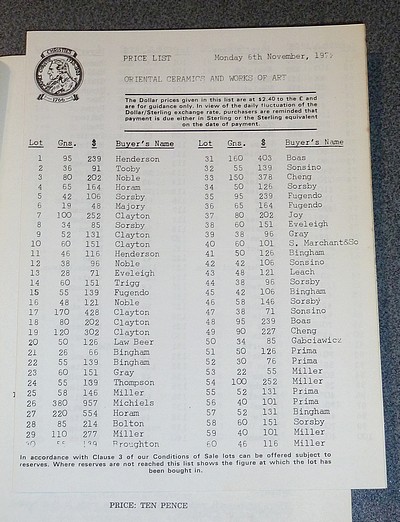 CHRISTIE'S
1766
PRICE LIST Monday 6th November, 197
ORIENTAL CERAMICS AND WORKS OF ART
The Dollar prices given in this list are at $2.40 to the £ and
are for guidance only. In view of the daily fluctuation of the
Dollar/Sterling exchange rate, purchasers are reminded that
payment is due either in Sterling or the Sterling equivalent
on the date of payment.
Lot Gns. $ Buyer's Name Lot Gns. $ Buyer's Name
1 95 239 Henderson 31 160 403 Boas
2 36 91 Tooby 32 55 139 Sonsino
3 80 202 Noble 33 150 378 Cheng
4 65 164 Horam 34 50 126 Sorsby
5 42 106 Sorsby 35 95 239 Fugendo
6 19 48 Majory 36 65 164 Fugendo
7 100 252 Clayton 37 80 202 Joy
8 34 85 Sorsby 38 60 151 Eveleigh
9 52 131 Clayton 39 38 96 Gray
10 60 151 Clayton 40 60 101 S. Marchant&So
11 46 116 Henderson 41 50 126 Bingham
12 38 96 Noble 42 42 106 Sonsino
13 28 71 Eveleigh 43 48 121 Leach
14 60 151 Trigg 44 38 96 Sorsby
15 55 139 Fugendo 45 42 106 Bingham
16 48 121 Noble 46 58 146 Sorsby
17 170 428 Clayton 47 38 71 Sonsino
18 80 202 Clayton 48 95 239 Boas
19 120 302 Clayton 49 90 227 Cheng
20 50 126 Law Beer 50 34 85 Gabciawicz
21 26 66 Bingham 51 50 126 Prima
22 55 139 Bingham 52 30 76 Prima
23 60 151 Gray 53 22 55 Miller
24 55 139 Thompson 54 100 252 Miller
25 58 146 Miller 55 52 131 Prima
26 380 957 Michiels 56 40 101 Prima
27 220 554 Horam 57 52 131 Bingham
28 85 214 Bolton 58 60 151 Sorsby
29 110 277 Miller 59 40 101 Miller
30 55 139 Broughton 60 46 116 Miller
In accordance with Clause 3 of our Conditions of Sale lots can be offered subject to
reserves. Where reserves are not reached this list shows the figure at which the lot has
been bought in.
PRICE: TEN PENCE